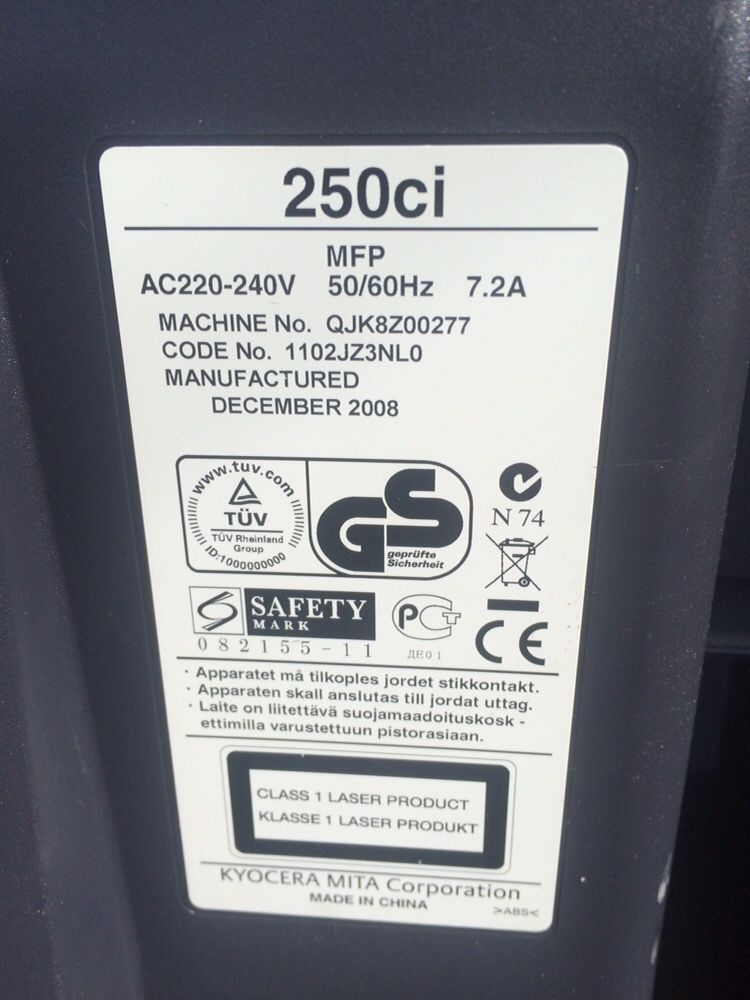 250ci
MFP
AC220-240V 50/60Hz 7.2A
MACHINE No. QJK8Z00277
CODE No. 1102JZ3NL0
MANUFACTURED
DECEMBER 2008
www.tuv.com
TÜV
TÜV Rheinland
Group
ID:1000000000
GS
geprüfte
Sicherheit
N 74
SAFETY
MARK
082155-11
РСТ
ДЕ01
CE
· Apparatet må tilkoples jordet stikkontakt.
· Apparaten skall anslutas till jordat uttag.
· Laite on liitettävä suojamaadoituskosk -
ettimilla varustettuun pistorasiaan.
CLASS 1 LASER PRODUCT
KLASSE 1 LASER PRODUKT
KYOCERA MITA Corporation
MADE IN CHINA
>ABS<